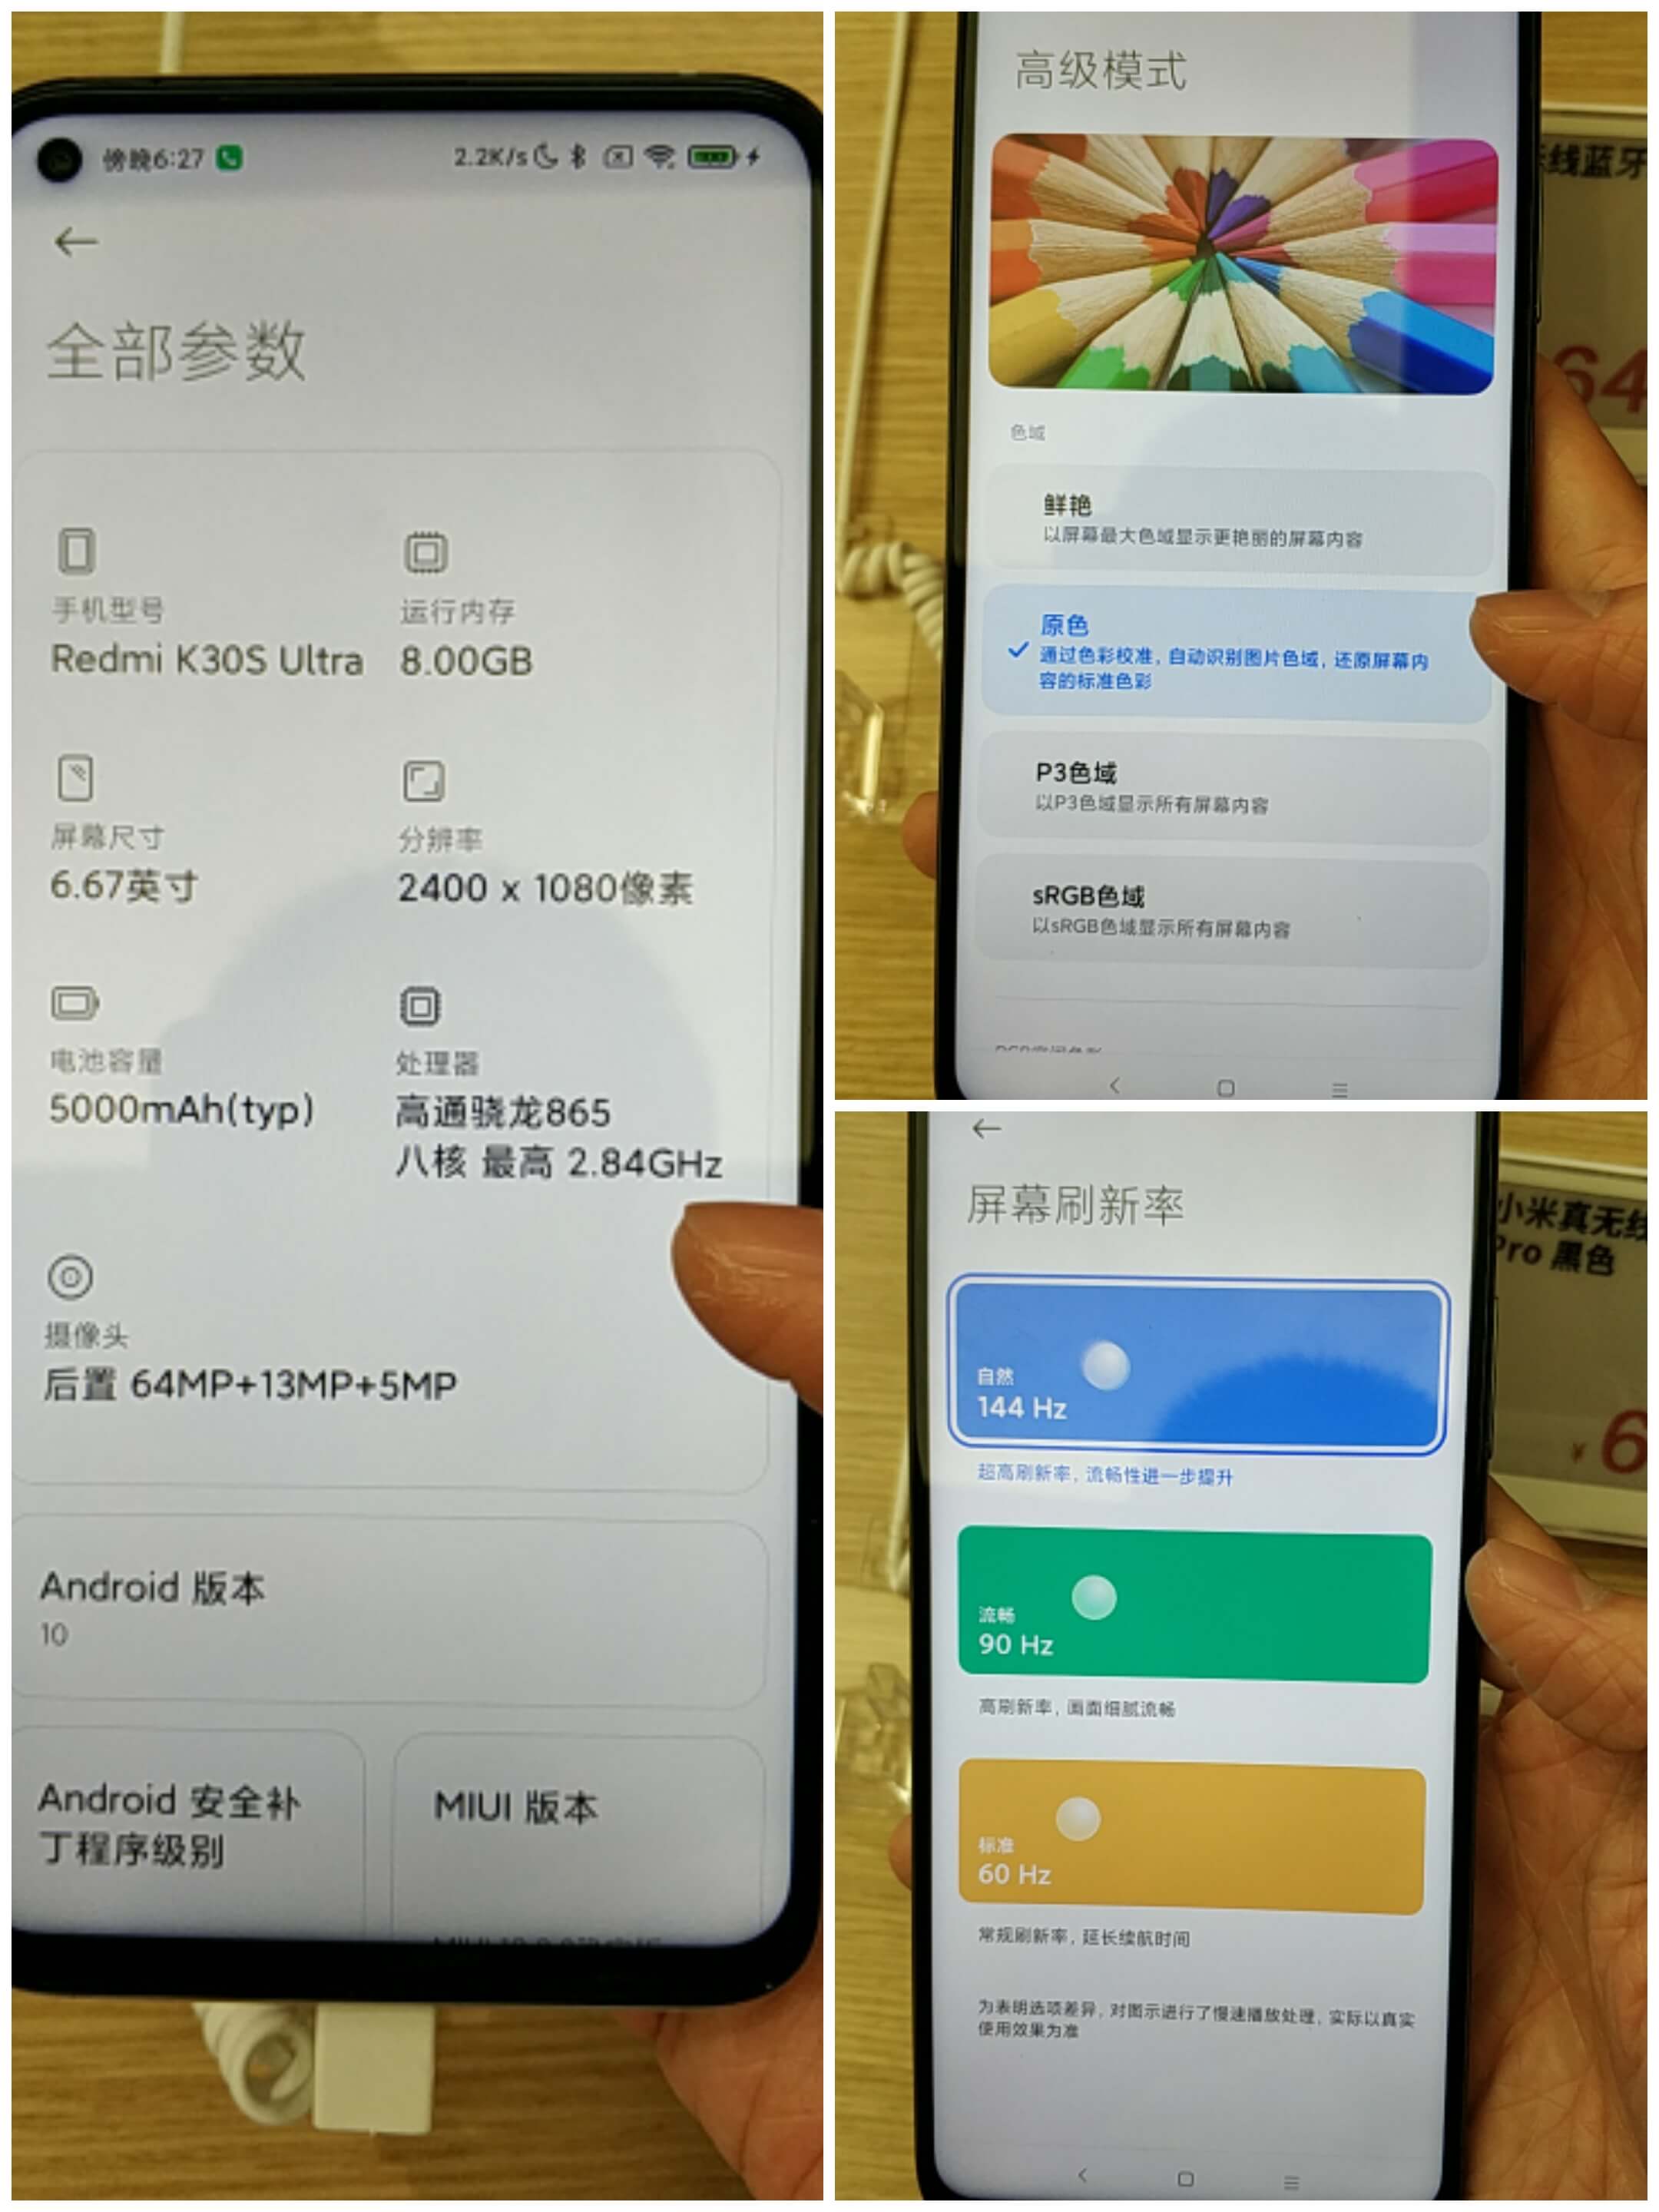 傍晚6:27
2.2K/s
全部参数
手机型号
Redmi K30S Ultra
运行内存
8.00GB
屏幕尺寸
6.67英寸
分辨率
2400 x 1080像素
电池容量
5000mAh(typ)
处理器
高通骁龙865
八核 最高 2.84GHz
摄像头
后置 64MP+13MP+5MP
Android 版本
10
Android 安全补
丁程序级别
MIUI 版本
高级模式
色域
鲜艳
以屏幕最大色域显示更艳丽的屏幕内容
原色
通过色彩校准,自动识别图片色域,还原屏幕内
容的标准色彩
P3色域
以P3色域显示所有屏幕内容
sRGB色域
以sRGB色域显示所有屏幕内容
线蓝牙
64
屏幕刷新率
自然
144 Hz
超高刷新率,流畅性进一步提升
流畅
90 Hz
高刷新率,画面细腻流畅
标准
60 Hz
常规刷新率,延长续航时间
为表明选项差异,对图示进行了慢速播放处理,实际以真实
使用效果为准
小米真无线
Pro 黑色
¥ 6